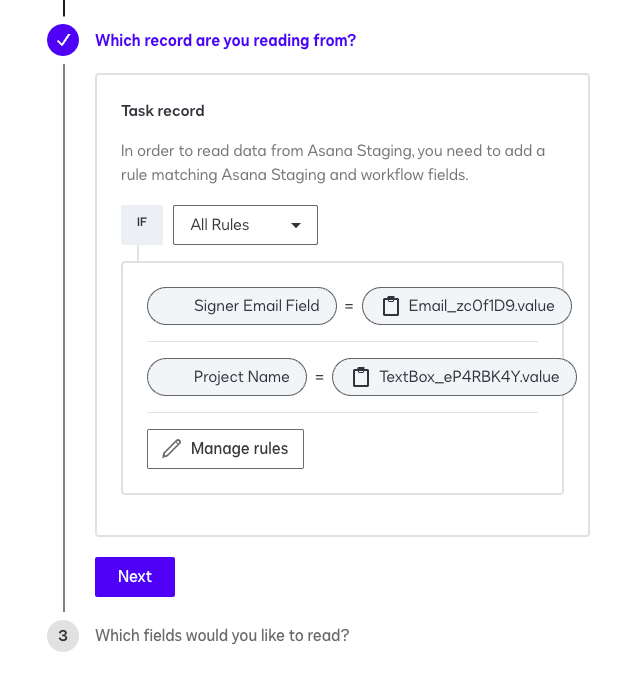 Which record are you reading from?
Task record
In order to read data from Asana Staging, you need to add a
rule matching Asana Staging and workflow fields.
IF All Rules
Signer Email Field = Email_zc0f1D9.value
Project Name = TextBox_eP4RBK4Y.value
Manage rules
Next
3 Which fields would you like to read?